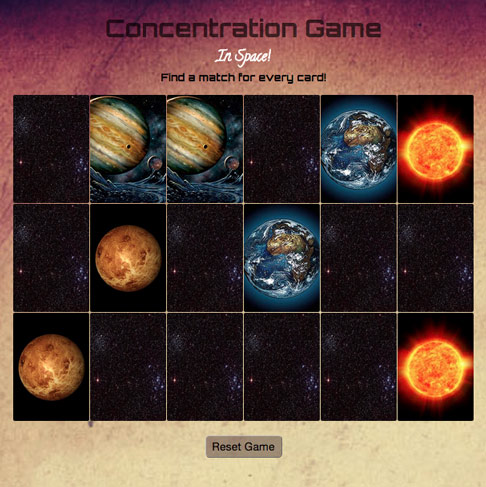 Concentration Game
In Space!
Find a match for every card!
Reset Game